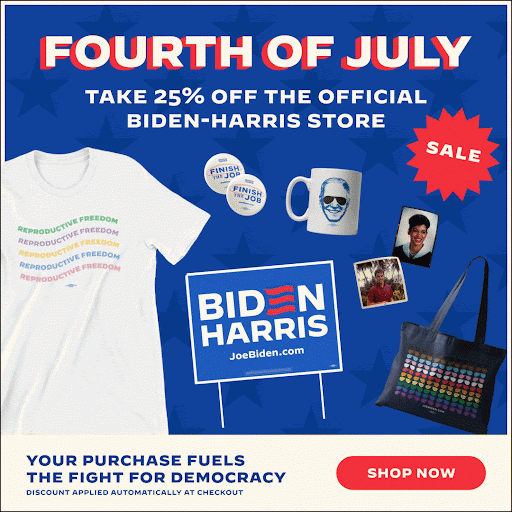 FOURTH OF JULY
TAKE 25% OFF THE OFFICIAL
BIDEN-HARRIS STORE
SALE
FINISH
THE JOB
FINISH
THE JOB
REPRODUCTIVE FREEDOM
REPRODUCTIVE FREEDOM
REPRODUCTIVE FREEDOM
REPRODUCTIVE FREEDOM
REPRODUCTIVE FREEDOM
BIDEN
HARRIS
JoeBiden.com
YOUR PURCHASE FUELS
THE FIGHT FOR DEMOCRACY
DISCOUNT APPLIED AUTOMATICALLY AT CHECKOUT
SHOP NOW